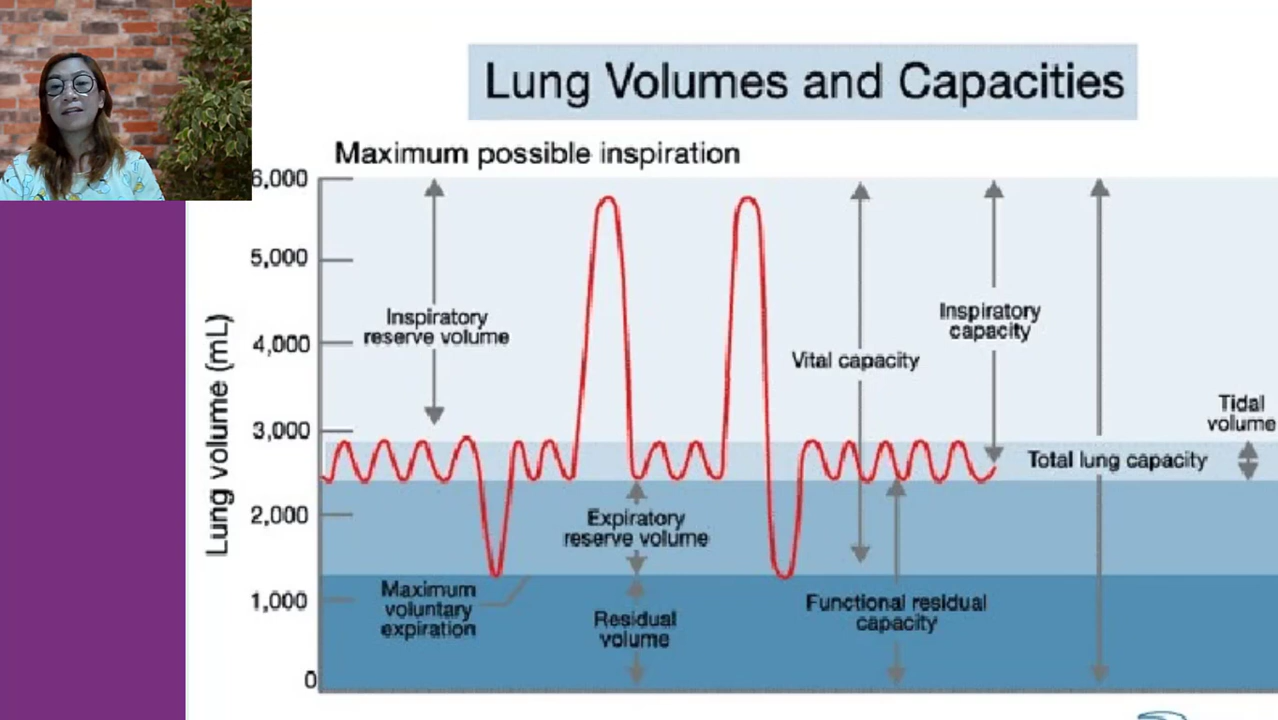 Lung Volumes and Capacities
Maximum possible inspiration
6,000
5,000
4,000
3,000
2,000
1,000
0
Lung volume (mL)
Inspiratory
reserve volume
Maximum
voluntary
expiration
Expiratory
reserve volume
Residual
volume
Vital capacity
Functional residual
capacity
Inspiratory
capacity
Total lung capacity
Tidal
volume